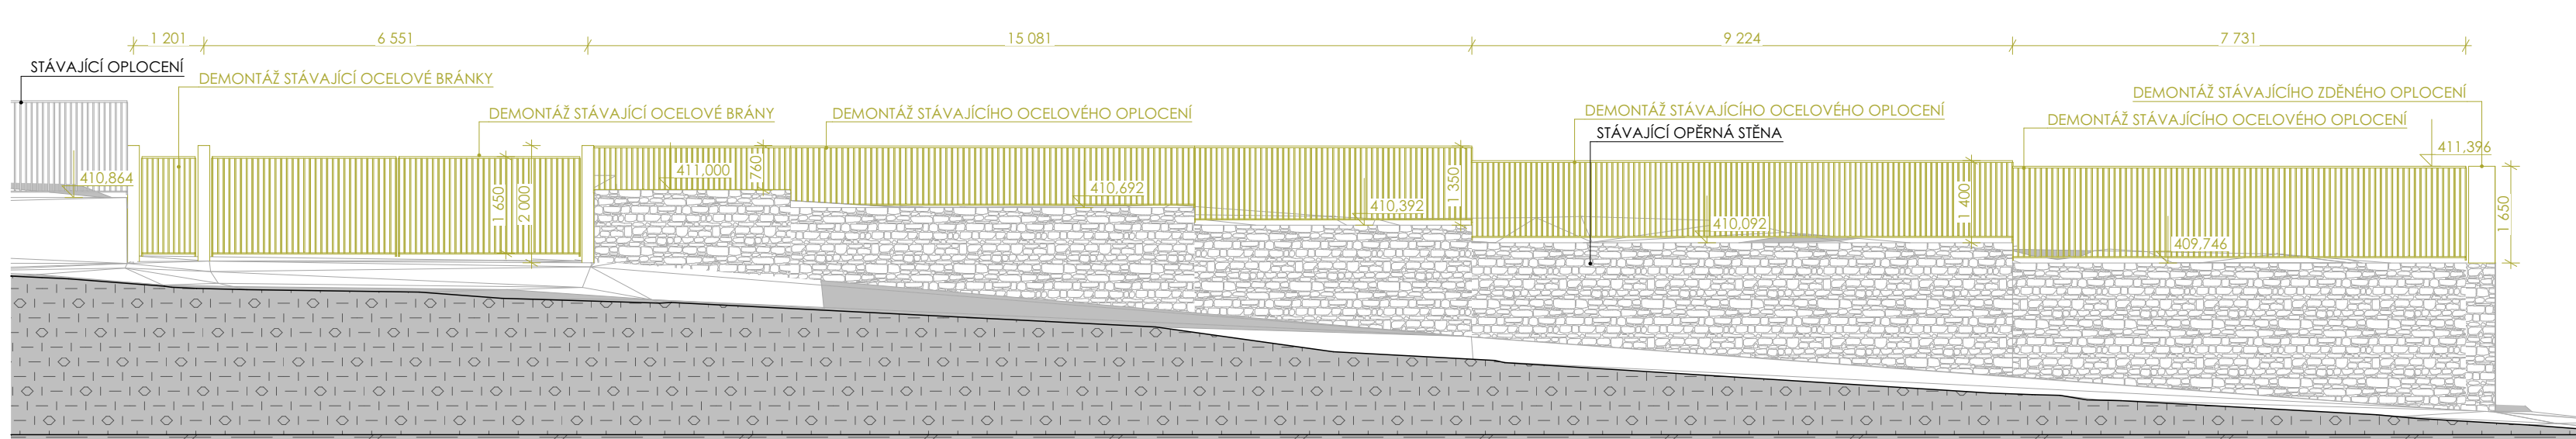 1 201
6 551
15 081
9 224
7 731
STÁVAJÍCÍ OPLOCENÍ
DEMONTÁŽ STÁVAJÍCÍ OCELOVÉ BRÁNKY
DEMONTÁŽ STÁVAJÍCÍHO ZDĚNÉHO OPLOCENÍ
DEMONTÁŽ STÁVAJÍCÍ OCELOVÉ BRÁNY
DEMONTÁŽ STÁVAJÍCÍHO OCELOVÉHO OPLOCENÍ
DEMONTÁŽ STÁVAJÍCÍHO OCELOVÉHO OPLOCENÍ
DEMONTÁŽ STÁVAJÍCÍHO OCELOVÉHO OPLOCENÍ
STÁVAJÍCÍ OPĚRNÁ STĚNA
411,396
410,864
1 650
2 000
411,000
760
410,692
410,392
1 350
410,092
1 400
409,746
1 650